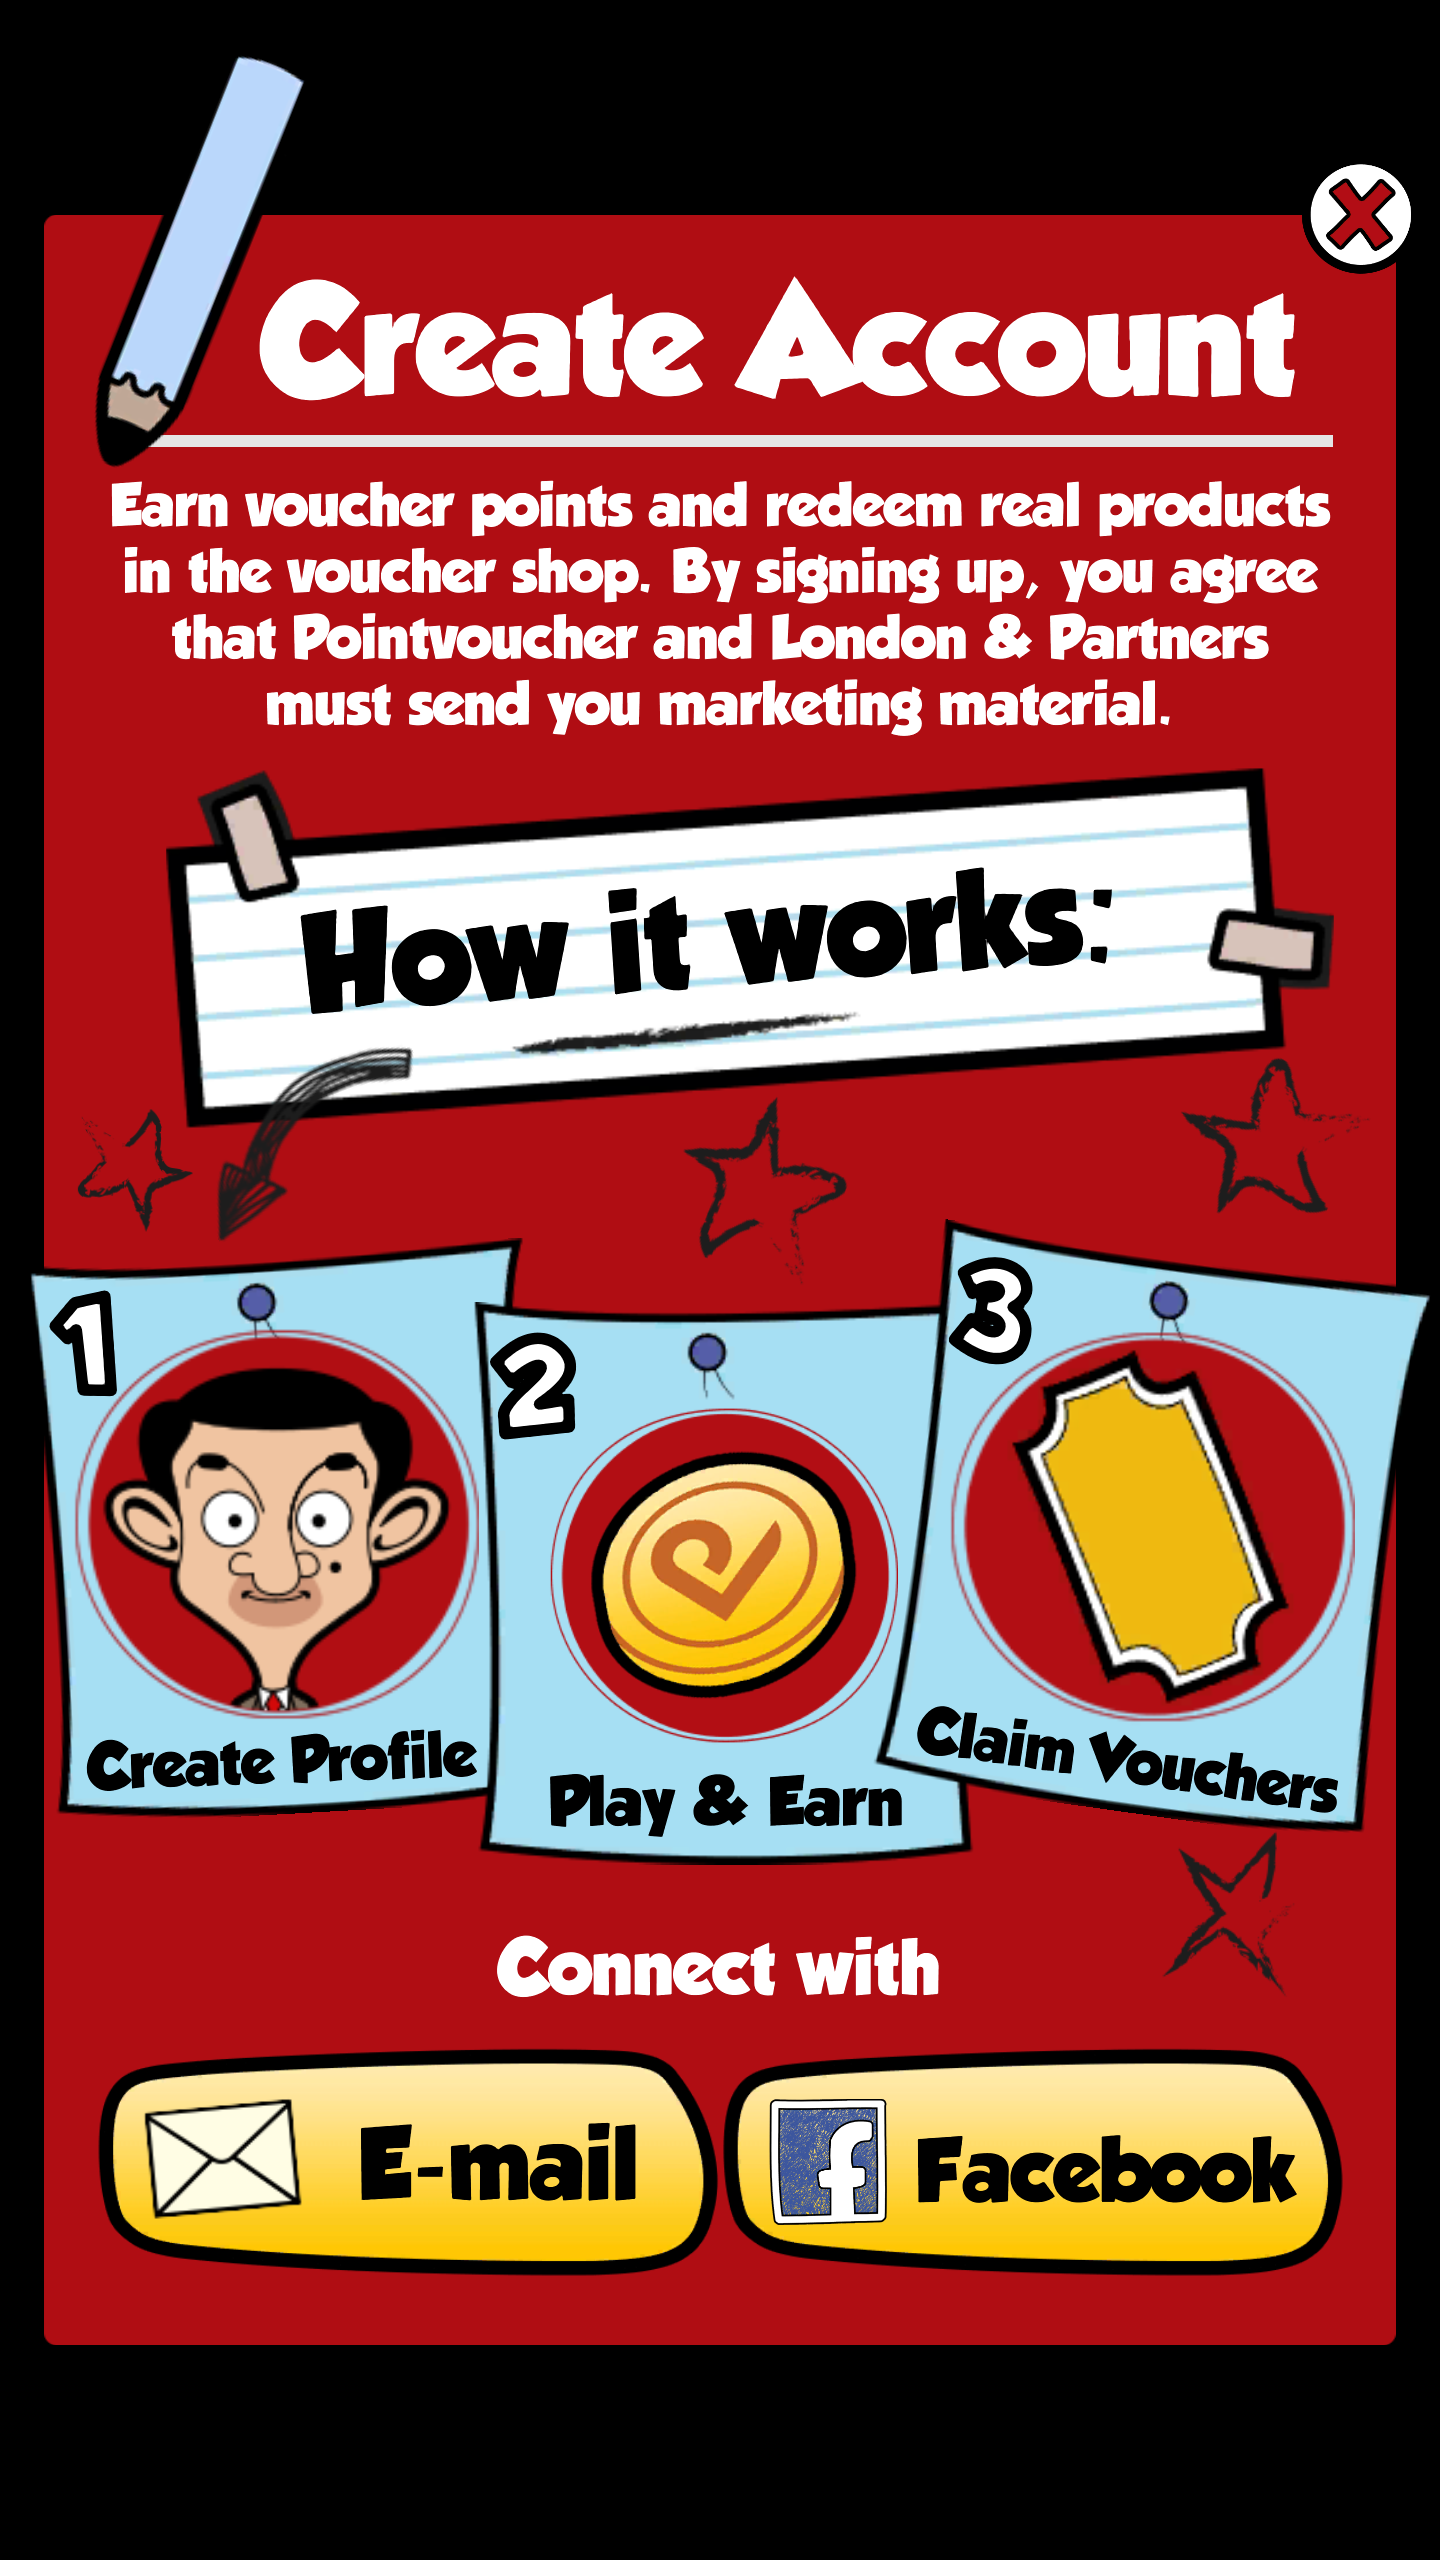 Create Account
Earn voucher points and redeem real products
in the voucher shop. By signing up, you agree
that Pointvoucher and London & Partners
must send you marketing material.
How it works:
1
Create Profile
2
Play & Earn
3
Claim Vouchers
Connect with
E-mail
Facebook